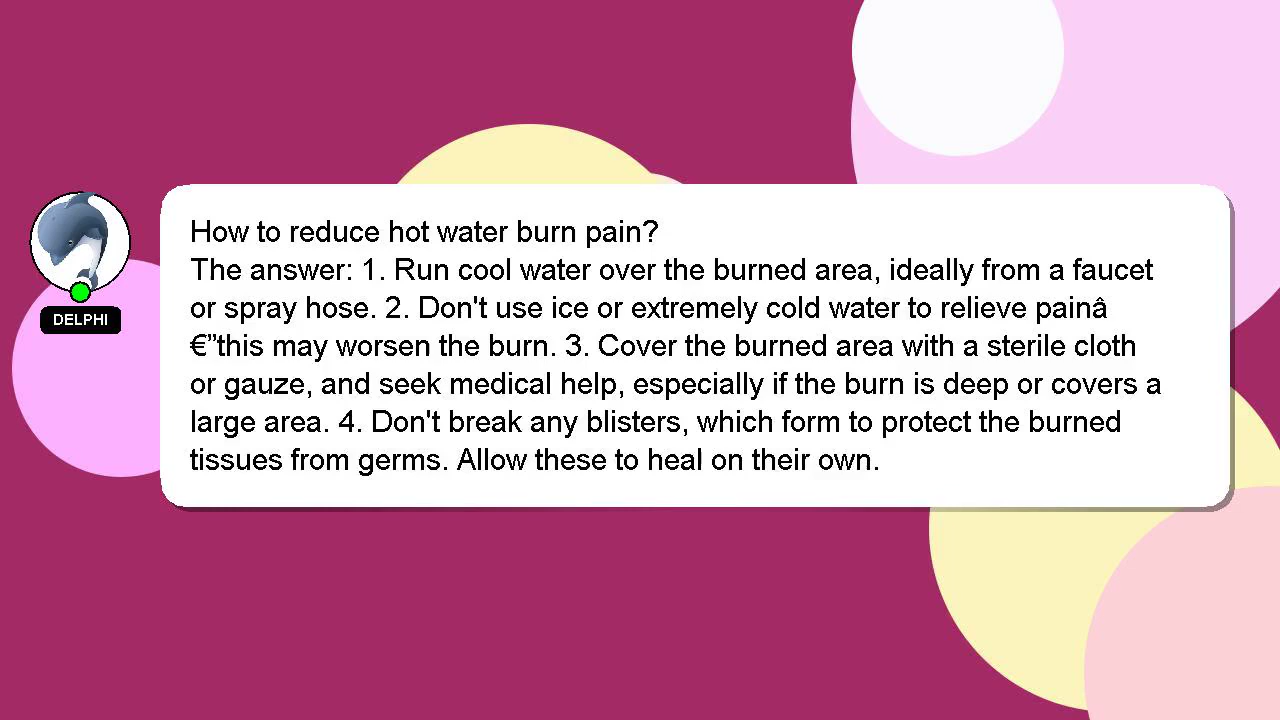 How to reduce hot water burn pain?
The answer: 1. Run cool water over the burned area, ideally from a faucet
or spray hose. 2. Don't use ice or extremely cold water to relieve painâ
€”this may worsen the burn. 3. Cover the burned area with a sterile cloth
or gauze, and seek medical help, especially if the burn is deep or covers a
large area. 4. Don't break any blisters, which form to protect the burned
tissues from germs. Allow these to heal on their own.
DELPHI